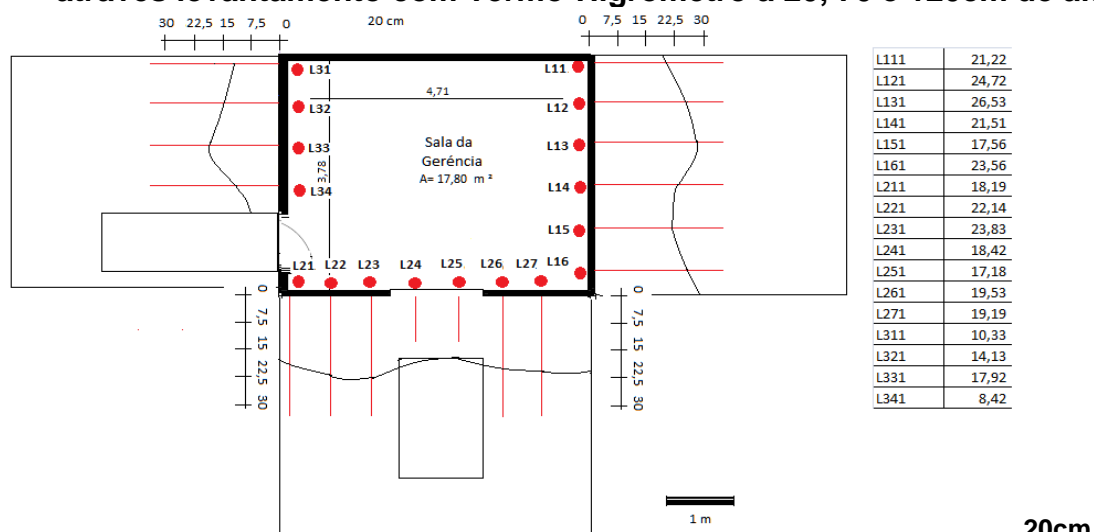 20 cm
30 22,5 15 7,5 0
0 7,5 15 22,5 30
L31
L11
L32
4,71
L12
L33
Sala da
Gerência
A= 17,80 m ²
L13
3,78
L34
L14
L15
L21 L22 L23 L24 L25 L26 L27 L16
0 7,5 15 22,5 30
0 7,5 15 22,5 30
1 m
20cm
L111 21,22
L121 24,72
L131 26,53
L141 21,51
L151 17,56
L161 23,56
L211 18,19
L221 22,14
L231 23,83
L241 18,42
L251 17,18
L261 19,53
L271 19,19
L311 10,33
L321 14,13
L331 17,92
L341 8,42